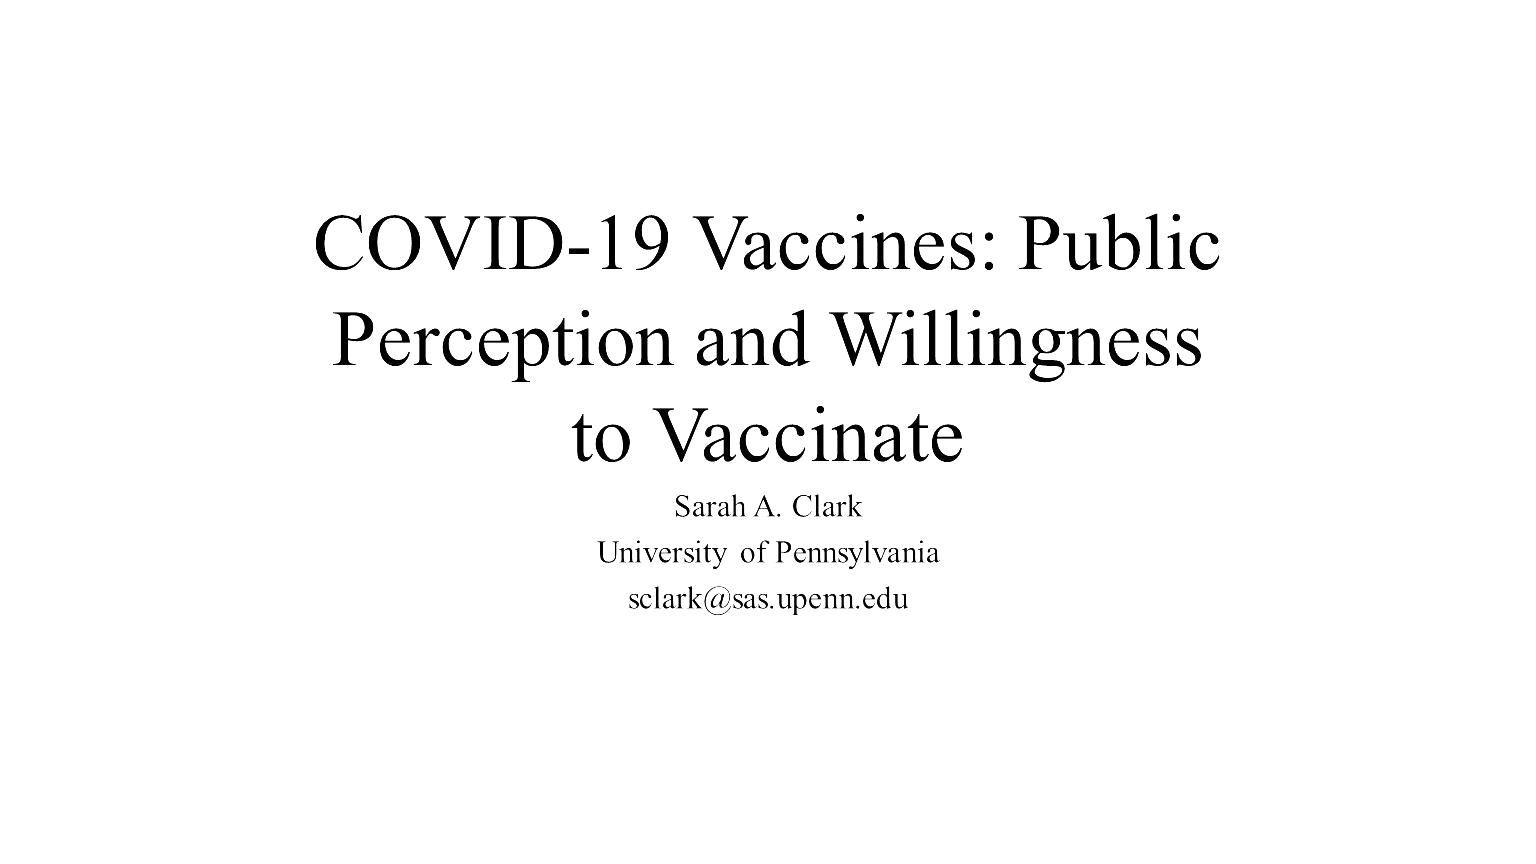 COVID-19 Vaccines: Public
Perception and Willingness
to Vaccinate
Sarah A. Clark
University of Pennsylvania
sclark@sas.upenn.edu